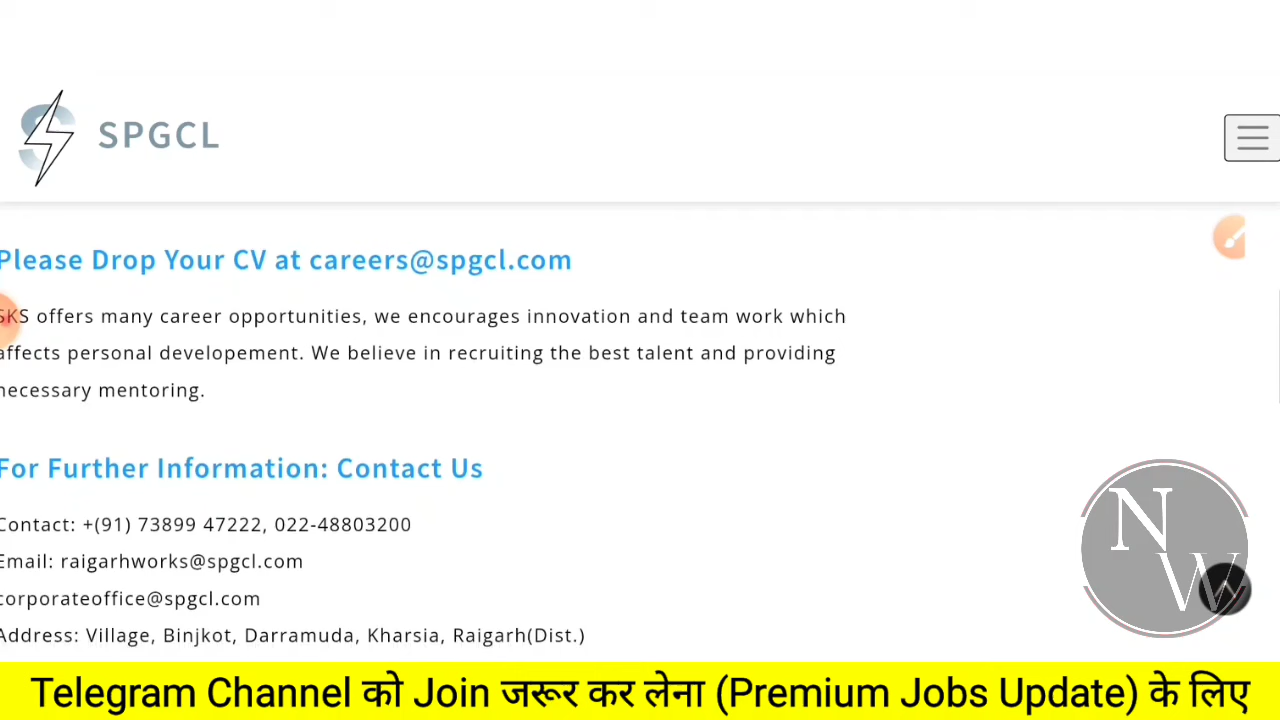 SPGCL
Please Drop Your CV at careers@spgcl.com
SKS offers many career opportunities, we encourages innovation and team work which
affects personal developement. We believe in recruiting the best talent and providing
necessary mentoring.
For Further Information: Contact Us
Contact: +(91) 73899 47222, 022-48803200
Email: raigarhworks@spgcl.com
corporateoffice@spgcl.com
Address: Village, Binjkot, Darramuda, Kharsia, Raigarh(Dist.)
NW
Telegram Channel को Join जरूर कर लेना (Premium Jobs Update) के लिए